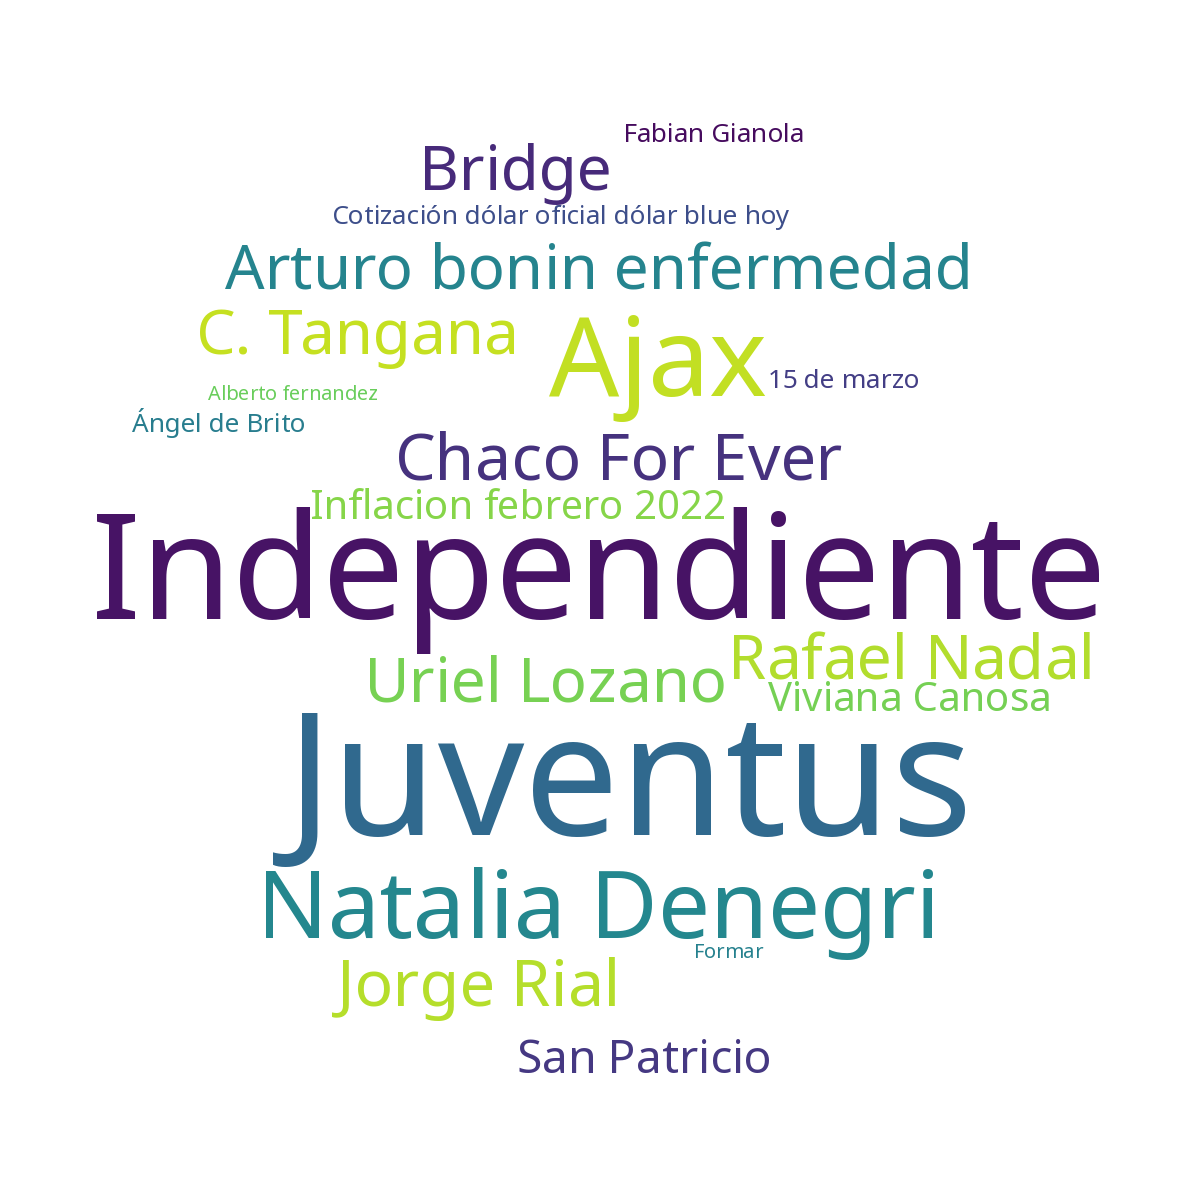 Fabian Gianola
Bridge
Cotización dólar oficial dólar blue hoy
Arturo bonin enfermedad
C. Tangana
Ajax
15 de marzo
Alberto fernandez
Ángel de Brito
Chaco For Ever
Inflacion febrero 2022
Independiente
Rafael Nadal
Uriel Lozano
Viviana Canosa
Juventus
Natalia Denegri
Formar
Jorge Rial
San Patricio